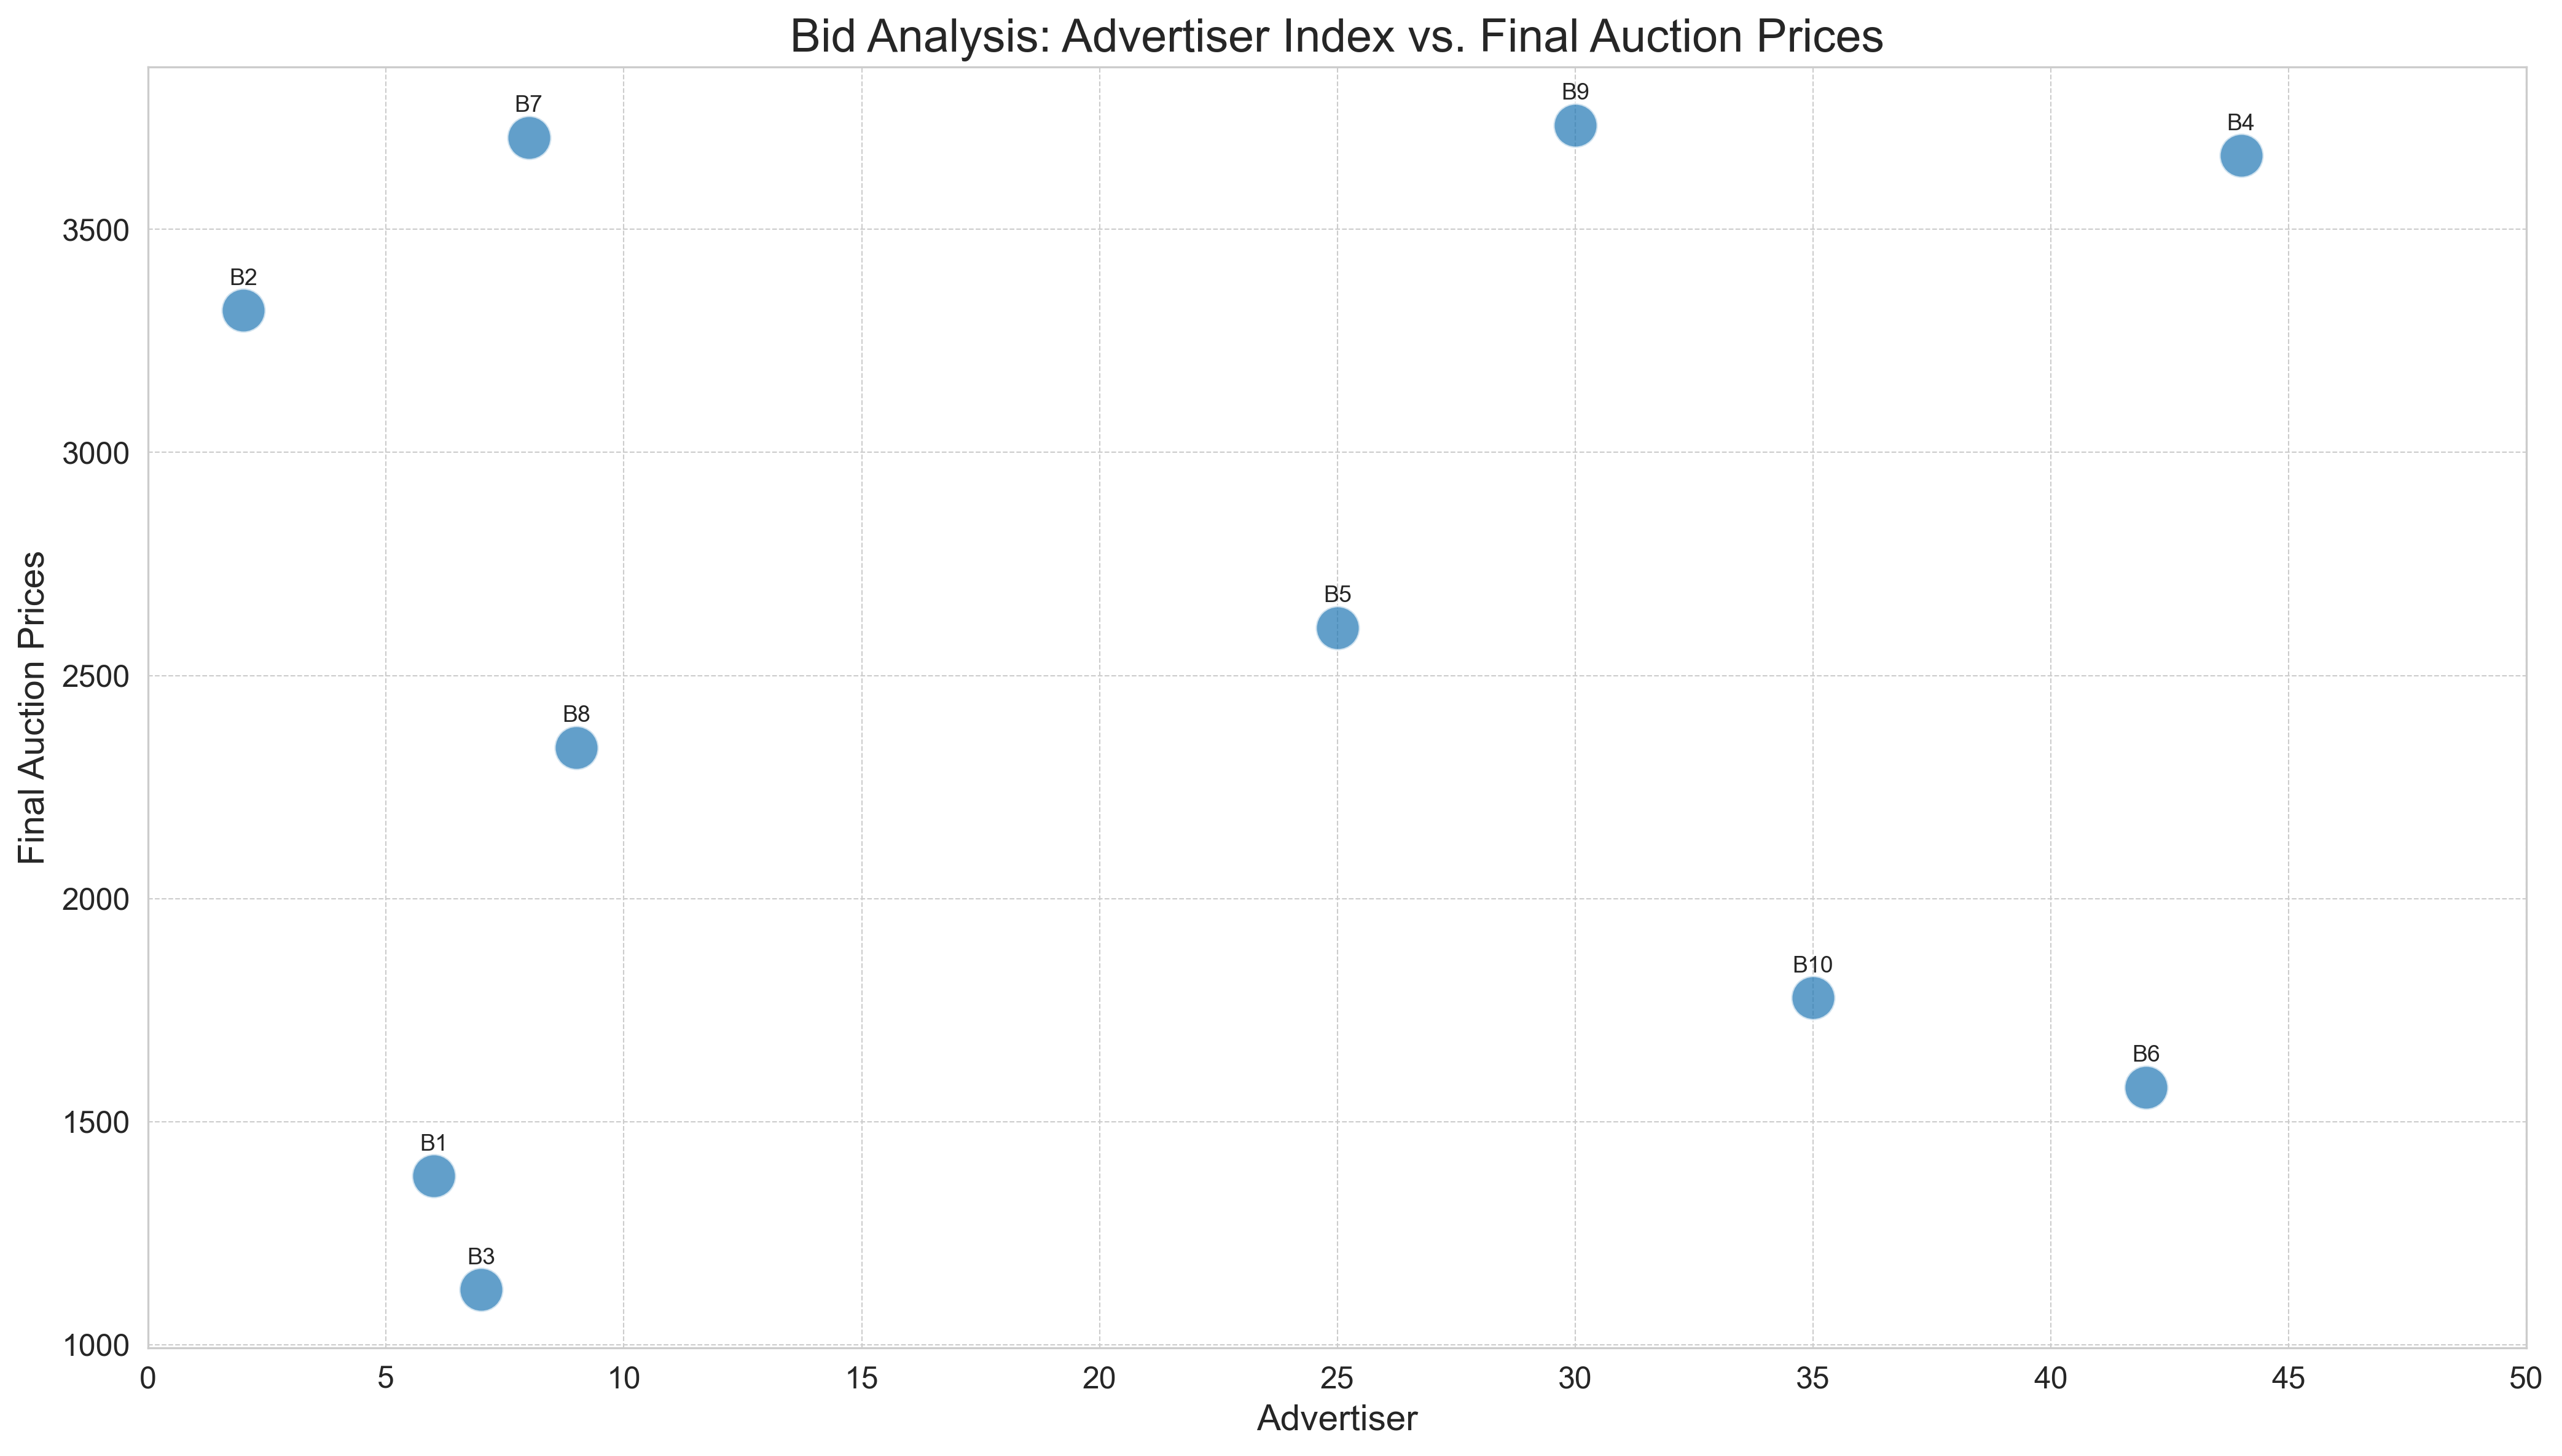 Bid Analysis: Advertiser Index vs. Final Auction Prices
B9
B7
B4
3500
B2
3000
B5
2500
B8
2000
B10
B6
1500
B1
B3
1000
Final Auction Prices
0 5 10 15 20 25 30 35 40 45 50
Advertiser